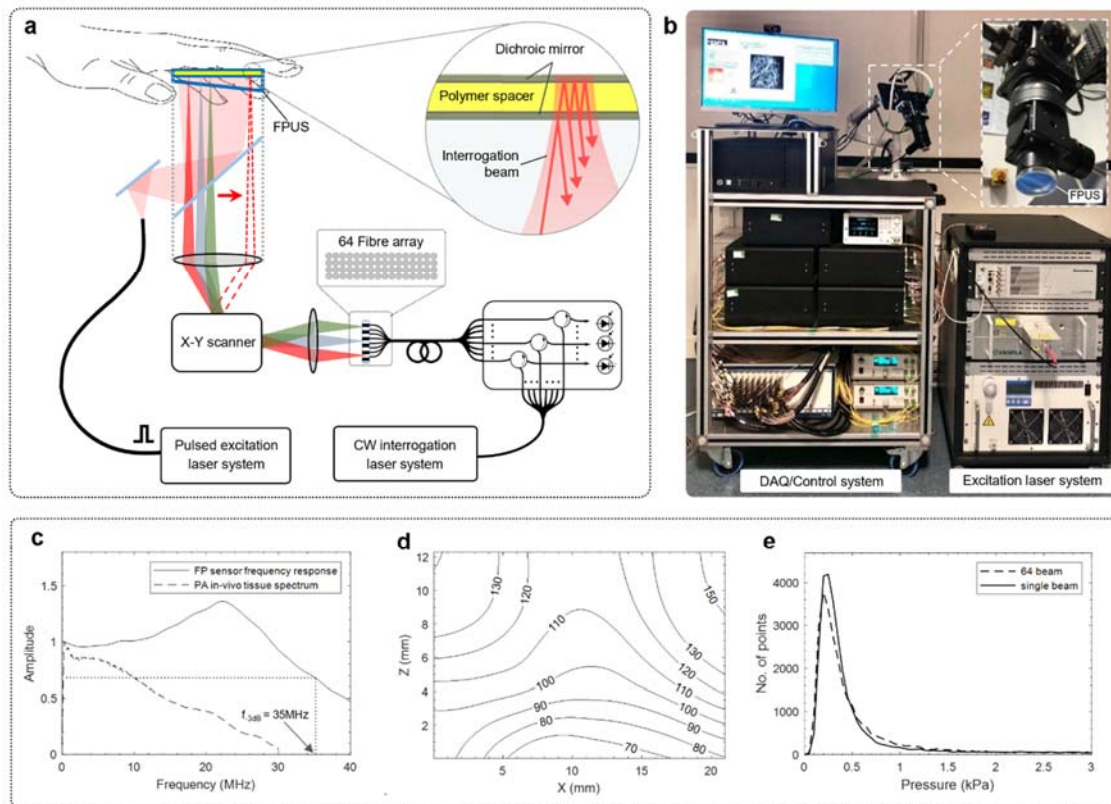 a
FPUS
Dichroic mirror
Polymer spacer
Interrogation
beam
64 Fibre array
X-Y scanner
Pulsed excitation
laser system
CW interrogation
laser system
b
FPUS
DAQ/Control system
Excitation laser system
c
FP sensor frequency response
PA in-vivo tissue spectrum
Amplitude
1.5
1
0.5
0
f-3dB = 35MHz
0 10 20 30 40
Frequency (MHz)
d
Z (mm)
12
10
8
6
4
2
130
120
110
100
90
80
70
150
130
120
110
100
90
80
5 10 15 20
X (mm)
e
64 beam
single beam
No. of points
4000
3000
2000
1000
0
0 0.5 1 1.5 2 2.5 3
Pressure (kPa)